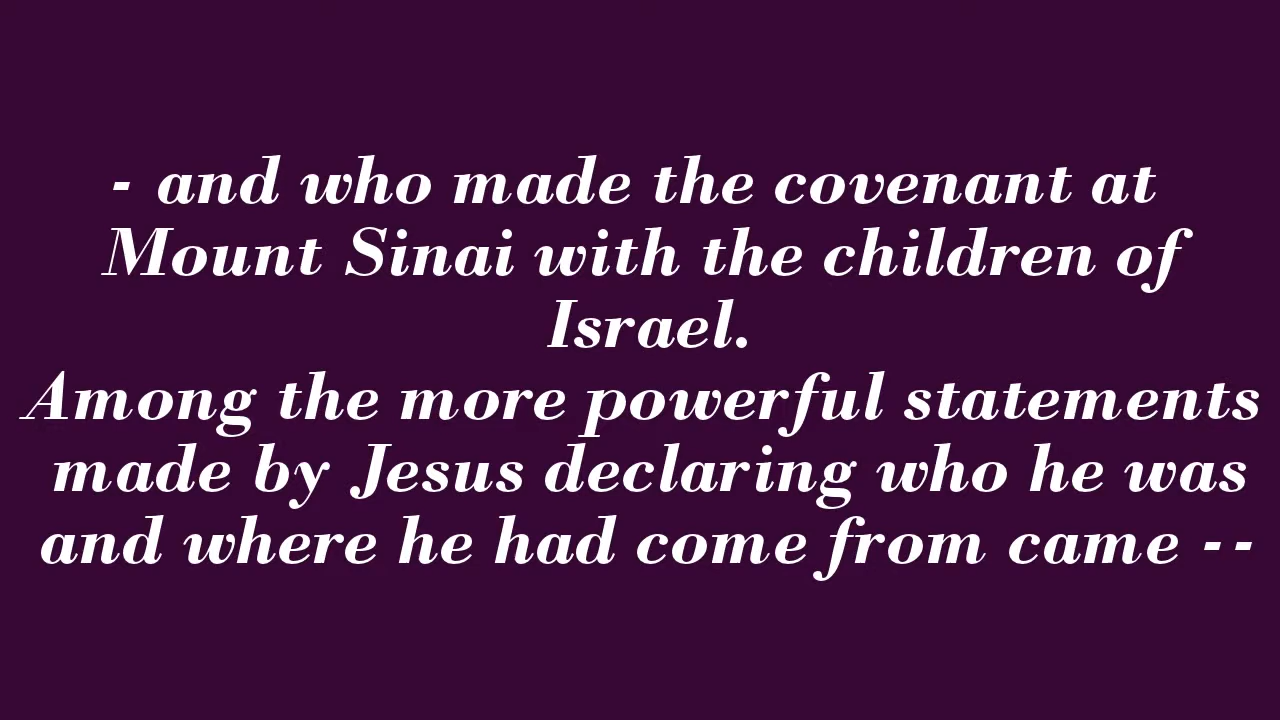 - and who made the covenant at
Mount Sinai with the children of
Israel.
Among the more powerful statements
made by Jesus declaring who he was
and where he had come from came --